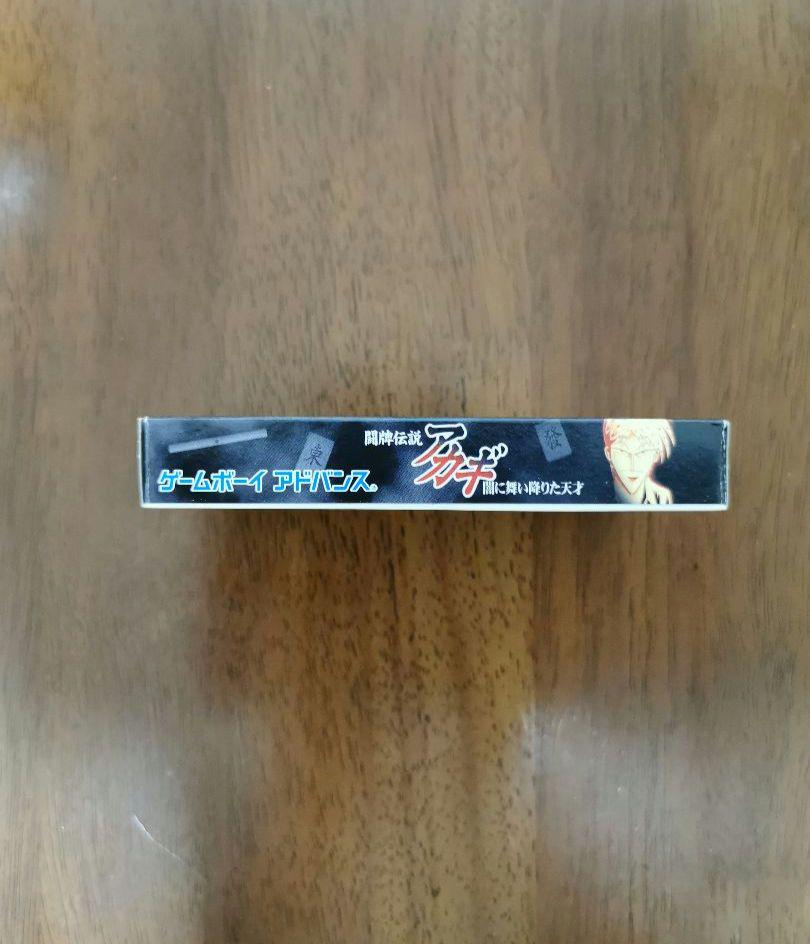 東
ゲームボーイ アドバンス®
闘牌伝説
アカギ
闇に舞い降りた天才
發